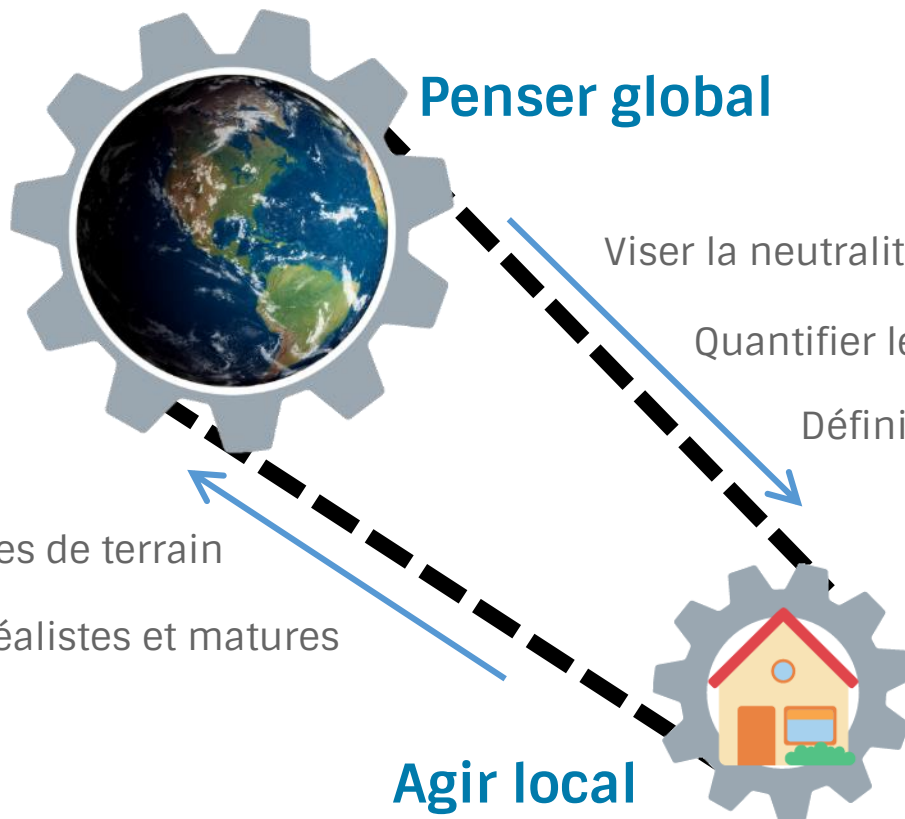 Penser global
Viser la neutralit
Quantifier le
Défini
es de terrain
éalistes et matures
Agir local